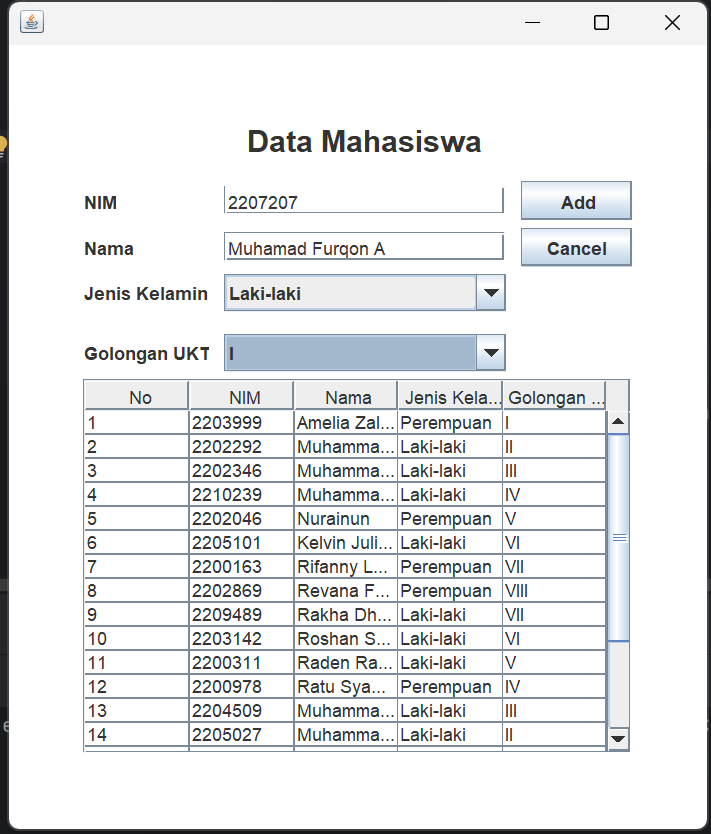 Data Mahasiswa
NIM 2207207 Add
Nama Muhamad Furqon A Cancel
Jenis Kelamin Laki-laki
Golongan UKT I
No NIM Nama Jenis Kela... Golongan ...
1 2203999 Amelia Zal... Perempuan I
2 2202292 Muhamma... Laki-laki II
3 2202346 Muhamma... Laki-laki III
4 2210239 Muhamma... Laki-laki IV
5 2202046 Nurainun Perempuan V
6 2205101 Kelvin Juli... Laki-laki VI
7 2200163 Rifanny L... Perempuan VII
8 2202869 Revana F... Perempuan VIII
9 2209489 Rakha Dh... Laki-laki VII
10 2203142 Roshan S... Laki-laki VI
11 2200311 Raden Ra... Laki-laki V
12 2200978 Ratu Sya... Perempuan IV
13 2204509 Muhamma... Laki-laki III
14 2205027 Muhamma... Laki-laki II